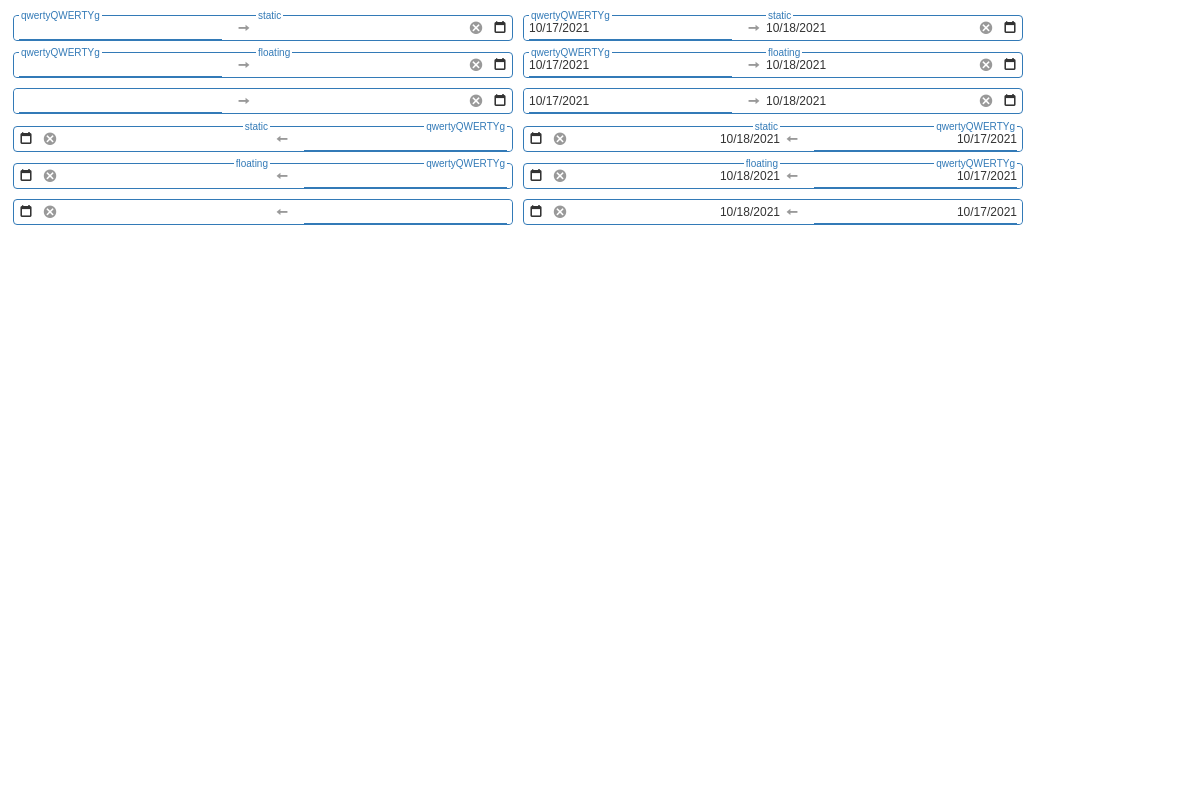 qwertyQWERTYg static qwertyQWERTYg static
10/17/2021 10/18/2021
qwertyQWERTYg floating qwertyQWERTYg floating
10/17/2021 10/18/2021
10/17/2021 10/18/2021
static qwertyQWERTYg static qwertyQWERTYg
10/18/2021 10/17/2021
floating qwertyQWERTYg floating qwertyQWERTYg
10/18/2021 10/17/2021
10/18/2021 10/17/2021